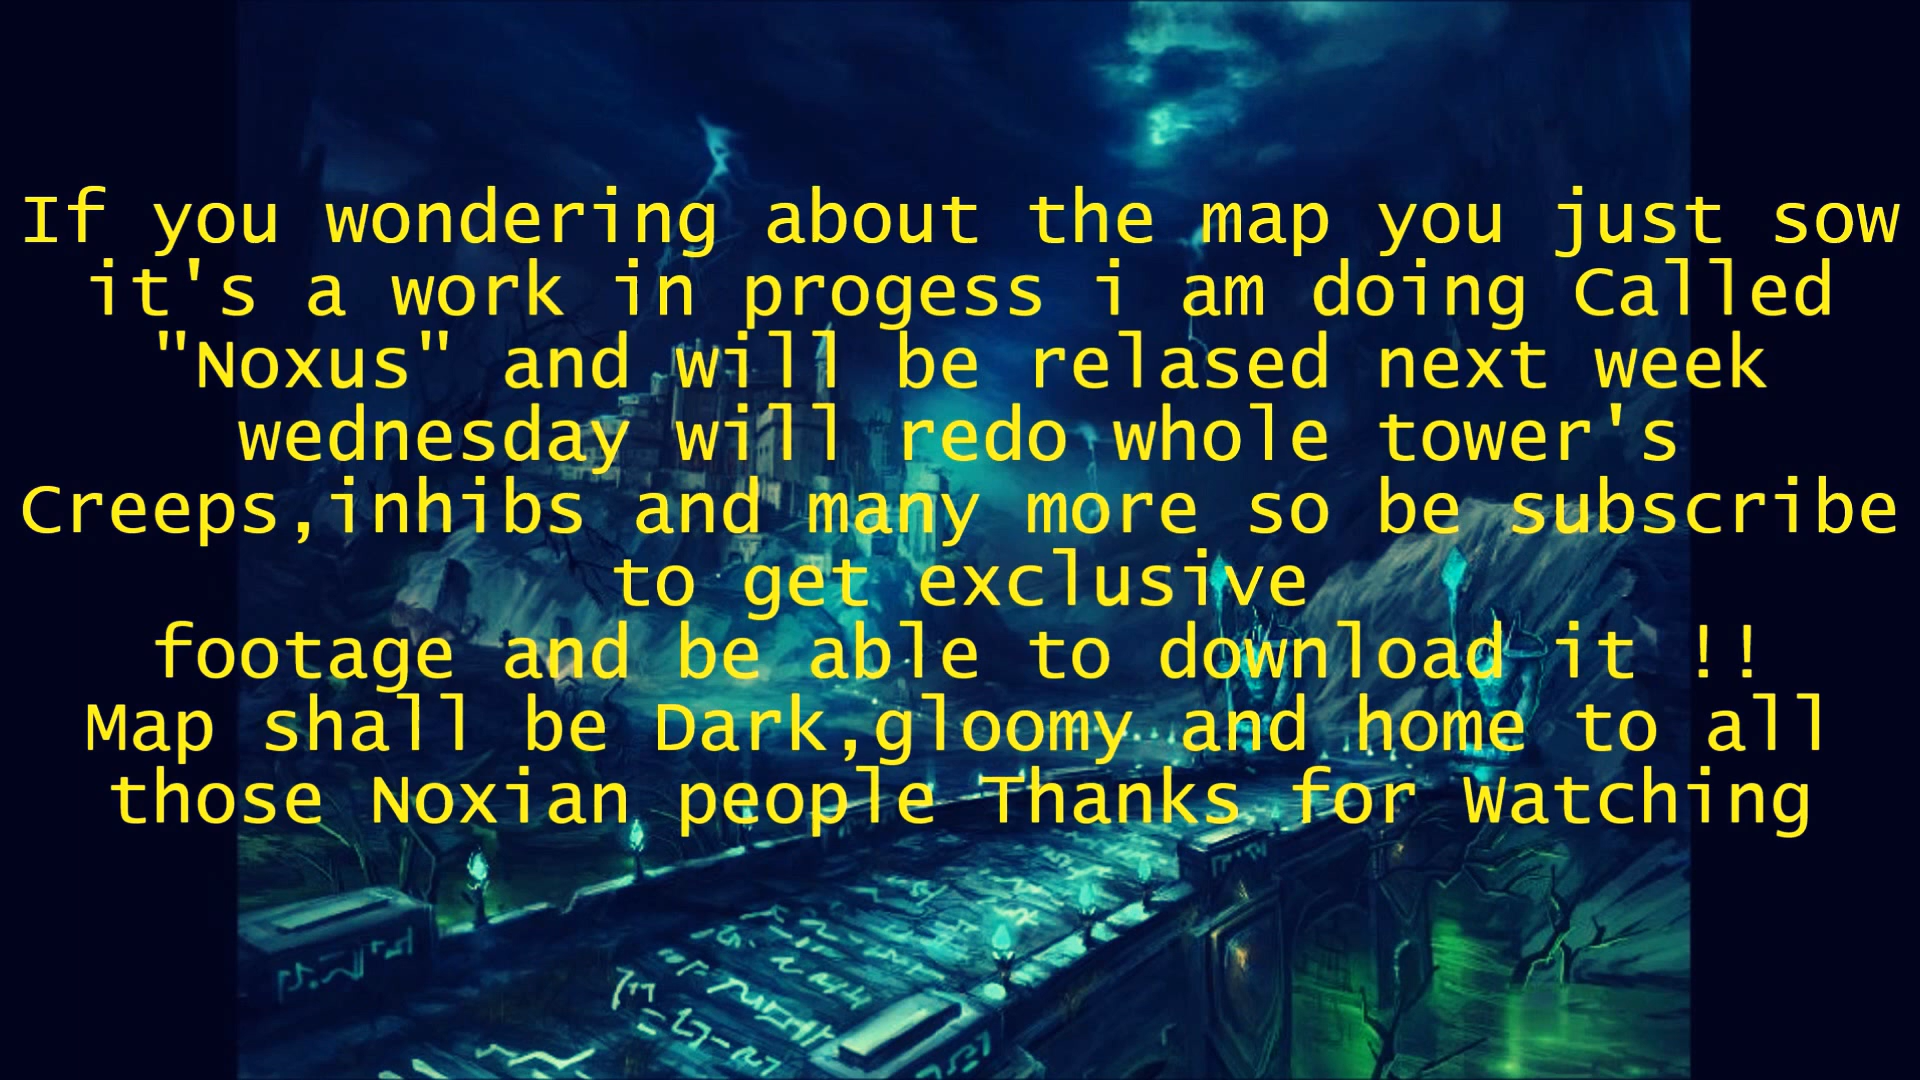 If you wondering about the map you just sow
it's a work in progess i am doing Called
"Noxus" and will be relased next week
wednesday will redo whole tower's
Creeps,inhibs and many more so be subscribe
to get exclusive
footage and be able to download it !!
Map shall be Dark,gloomy and home to all
those Noxian people Thanks for Watching